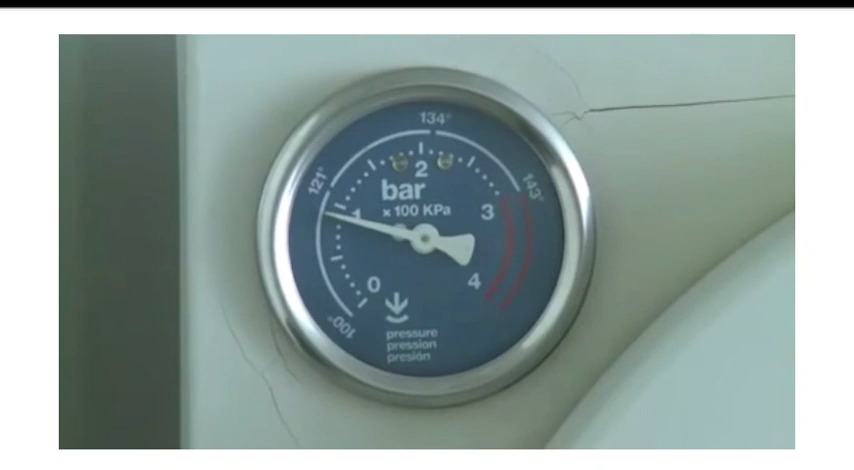 134°
121°
143°
2
bar
x 100 KPa
1
3
0
4
100°
pressure
pression
presión